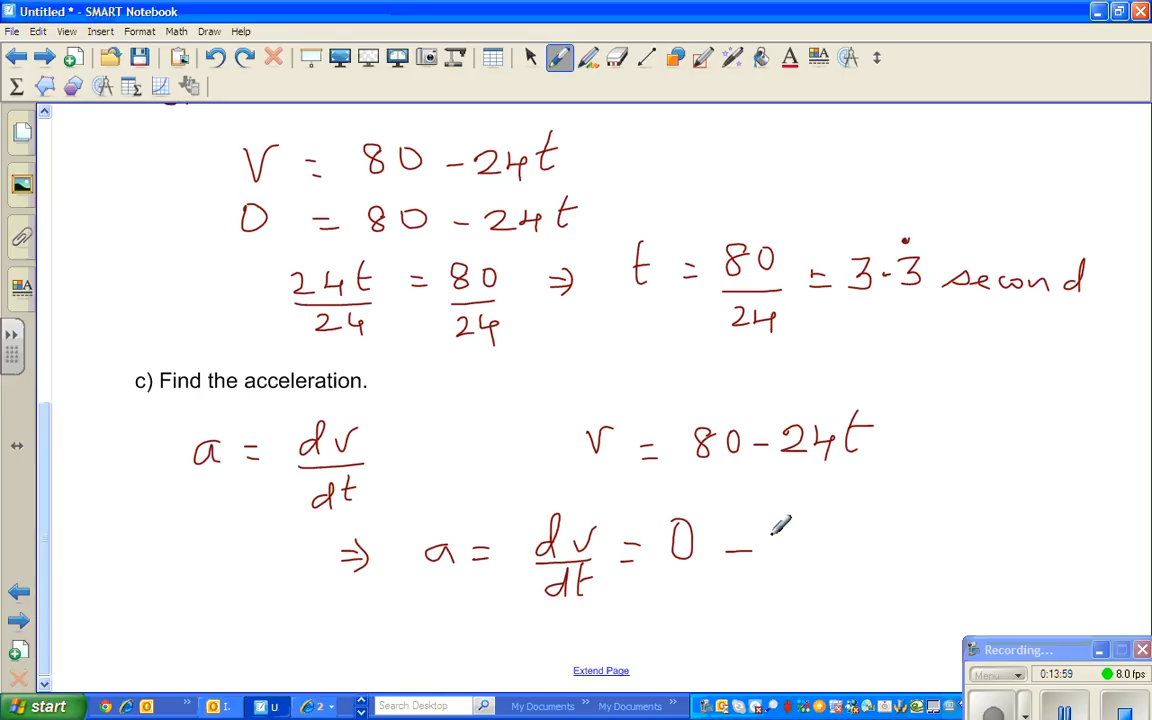 Untitled * - SMART Notebook
File Edit View Insert Format Math Draw Help
V = 80 - 24t
0 = 80 - 24t
24t/24 = 80/24 ⇒ t = 80/24 = 3.3̇ second
c) Find the acceleration.
a = dv/dt
v = 80 - 24t
⇒ a = dv/dt = 0 -
Extend Page
Recording...
Menu 0:13:59 8.0 fps
start I. U 2 Search Desktop My Documents My Documents